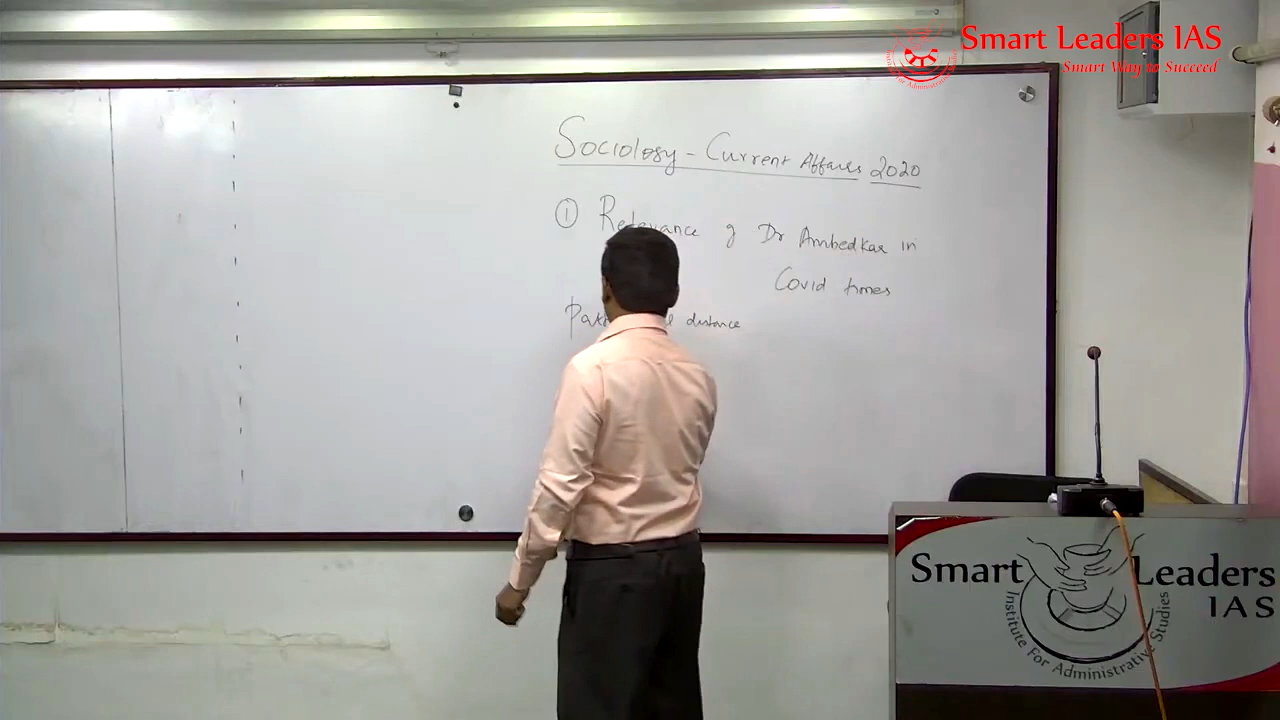 Smart Leaders IAS
Smart Way to Succeed
Sociology - Current Affairs 2020
① Relevance of Dr Ambedkar in
Covid times
distance
Smart Leaders
IAS
Institute For Administrative Studies